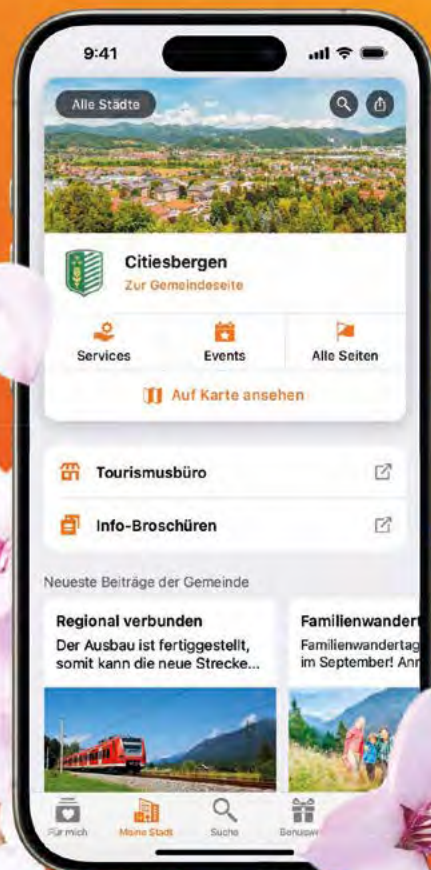 9:41
Alle Städte
Citiesbergen
Zur Gemeindeseite
Services Events Alle Seiten
Auf Karte ansehen
Tourismusbüro
Info-Broschüren
Neueste Beiträge der Gemeinde
Regional verbunden
Der Ausbau ist fertiggestellt,
somit kann die neue Strecke...
Familienwandert
Familienwandertag
im September! Anr
Für mich Meine Stadt Suche Bonuswe